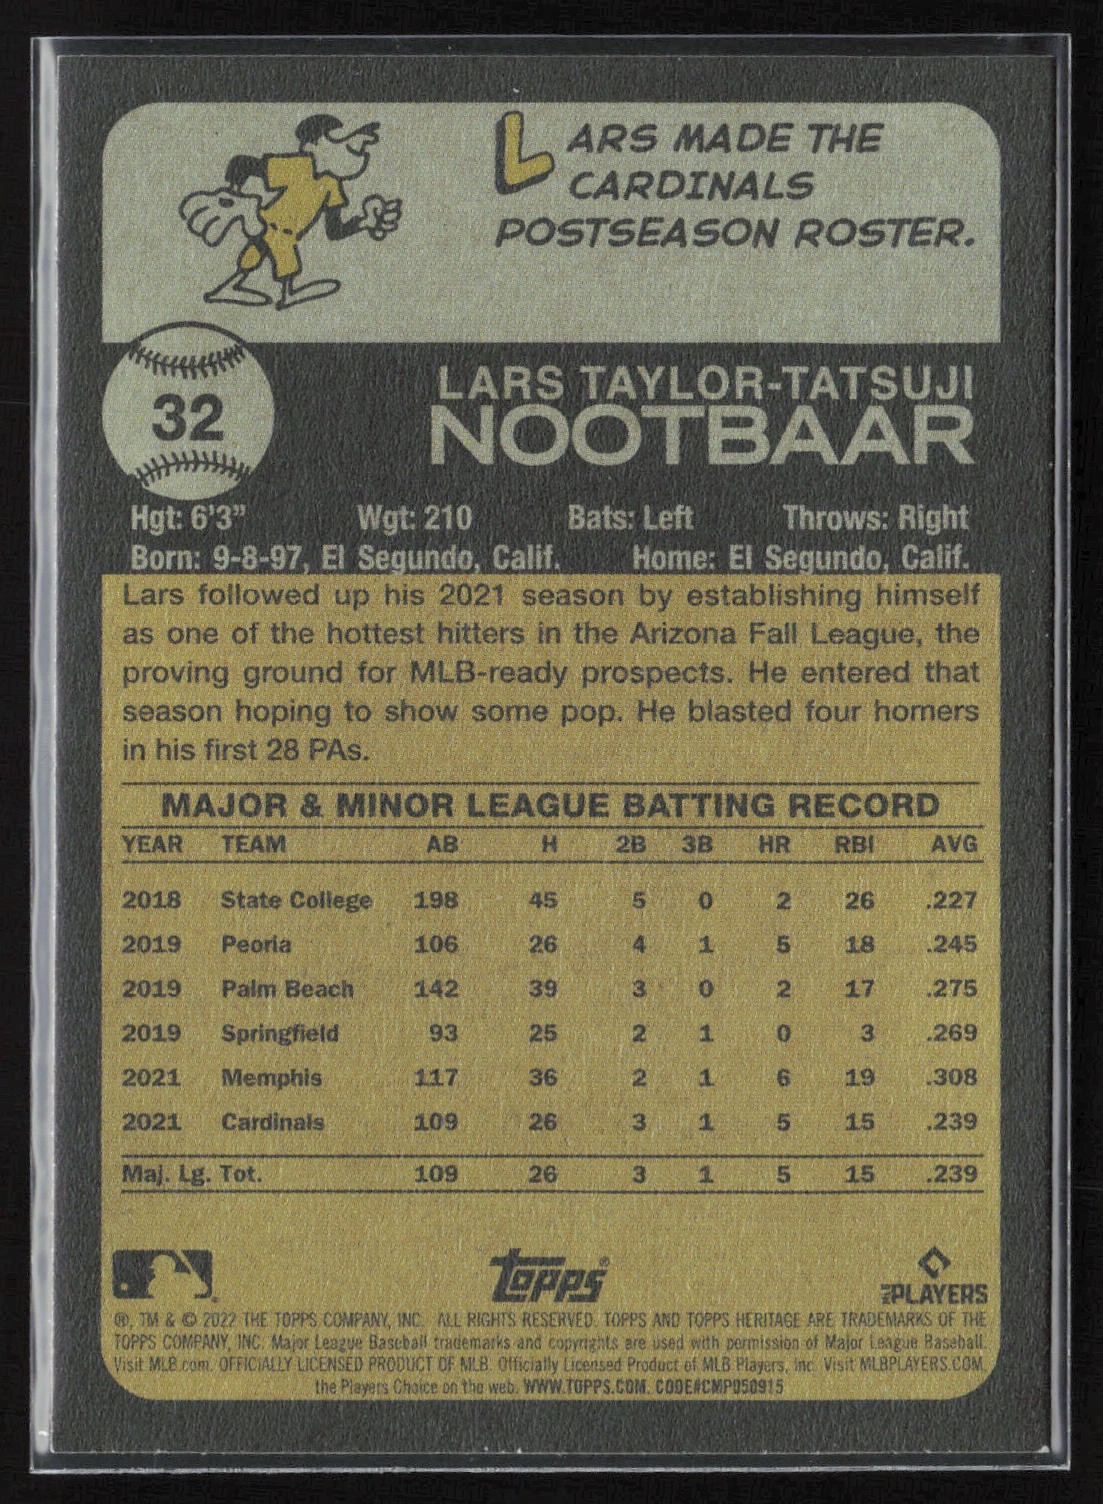 LARS MADE THE
CARDINALS
POSTSEASON ROSTER.
32
LARS TAYLOR-TATSUJI
NOOTBAAR
Hgt: 6'3" Wgt: 210 Bats: Left Throws: Right
Born: 9-8-97, El Segundo, Calif. Home: El Segundo, Calif.
Lars followed up his 2021 season by establishing himself
as one of the hottest hitters in the Arizona Fall League, the
proving ground for MLB-ready prospects. He entered that
season hoping to show some pop. He blasted four homers
in his first 28 PAs.
MAJOR & MINOR LEAGUE BATTING RECORD
YEAR TEAM AB H 2B 3B HR RBI AVG
2018 State College 198 45 5 0 2 26 .227
2019 Peoria 106 26 4 1 5 18 .245
2019 Palm Beach 142 39 3 0 2 17 .275
2019 Springfield 93 25 2 1 0 3 .269
2021 Memphis 117 36 2 1 6 19 .308
2021 Cardinals 109 26 3 1 5 15 .239
Maj. Lg. Tot. 109 26 3 1 5 15 .239
topps® PLAYERS
®, TM & © 2022 THE TOPPS COMPANY, INC. ALL RIGHTS RESERVED. TOPPS AND TOPPS HERITAGE ARE TRADEMARKS OF THE
TOPPS COMPANY, INC. Major League Baseball trademarks and copyrights are used with permission of Major League Baseball.
Visit MLB.com. OFFICIALLY LICENSED PRODUCT OF MLB. Officially Licensed Product of MLB Players, Inc. Visit MLBPLAYERS.COM,
the Players Choice on the web. WWW.TOPPS.COM. CODE#CMP050915